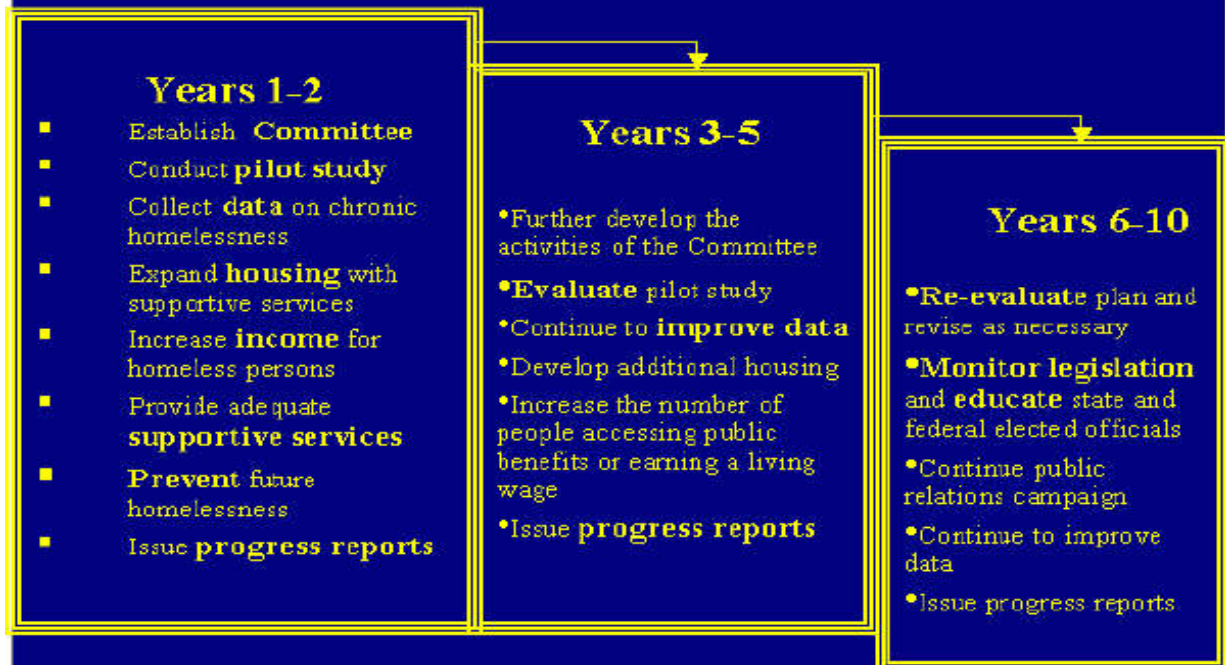 Years 1-2
▪ Establish Committee
▪ Conduct pilot study
▪ Collect data on chronic
homelessness
▪ Expand housing with
supportive services
▪ Increase income for
homeless persons
▪ Provide adequate
supportive services
▪ Prevent future
homelessness
▪ Issue progress reports
Years 3-5
•Further develop the
activities of the Committee
•Evaluate pilot study
•Continue to improve data
•Develop additional housing
•Increase the number of
people accessing public
benefits or earning a living
wage
•Issue progress reports
Years 6-10
•Re-evaluate plan and
revise as necessary
•Monitor legislation
and educate state and
federal elected officials
•Continue public
relations campaign
•Continue to improve
data
•Issue progress reports